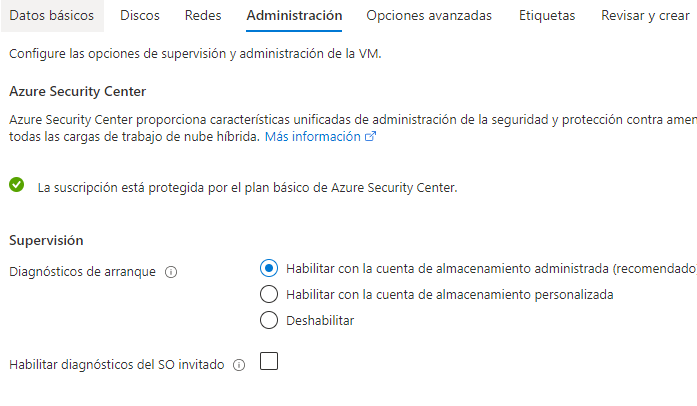 Datos básicos Discos Redes Administración Opciones avanzadas Etiquetas Revisar y crear
Configure las opciones de supervisión y administración de la VM.
Azure Security Center
Azure Security Center proporciona características unificadas de administración de la seguridad y protección contra amen
todas las cargas de trabajo de nube híbrida. Más información
La suscripción está protegida por el plan básico de Azure Security Center.
Supervisión
Diagnósticos de arranque
Habilitar con la cuenta de almacenamiento administrada (recomendado
Habilitar con la cuenta de almacenamiento personalizada
Deshabilitar
Habilitar diagnósticos del SO invitado